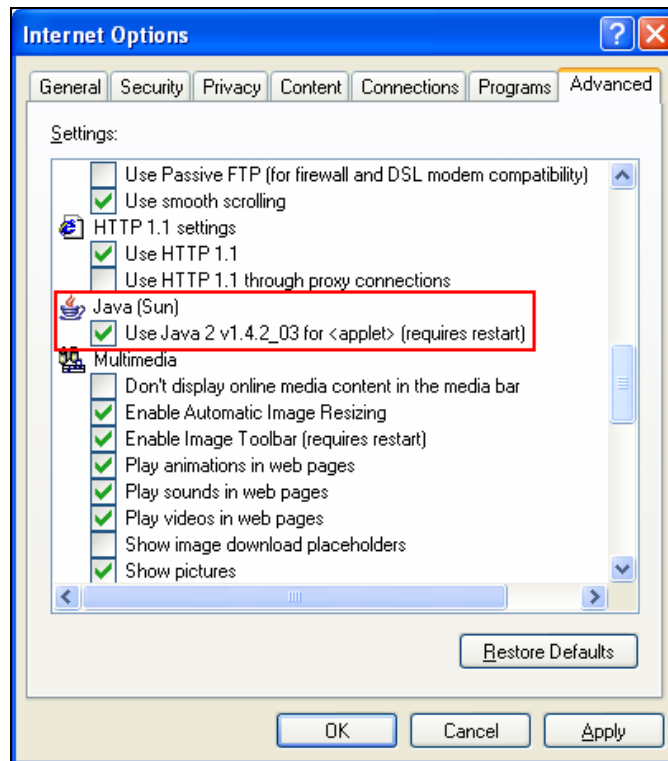 Internet Options
General Security Privacy Content Connections Programs Advanced
Settings:
Use Passive FTP (for firewall and DSL modem compatibility)
Use smooth scrolling
HTTP 1.1 settings
Use HTTP 1.1
Use HTTP 1.1 through proxy connections
Java (Sun)
Use Java 2 v1.4.2_03 for <applet> (requires restart)
Multimedia
Don't display online media content in the media bar
Enable Automatic Image Resizing
Enable Image Toolbar (requires restart)
Play animations in web pages
Play sounds in web pages
Play videos in web pages
Show image download placeholders
Show pictures
Restore Defaults
OK Cancel Apply